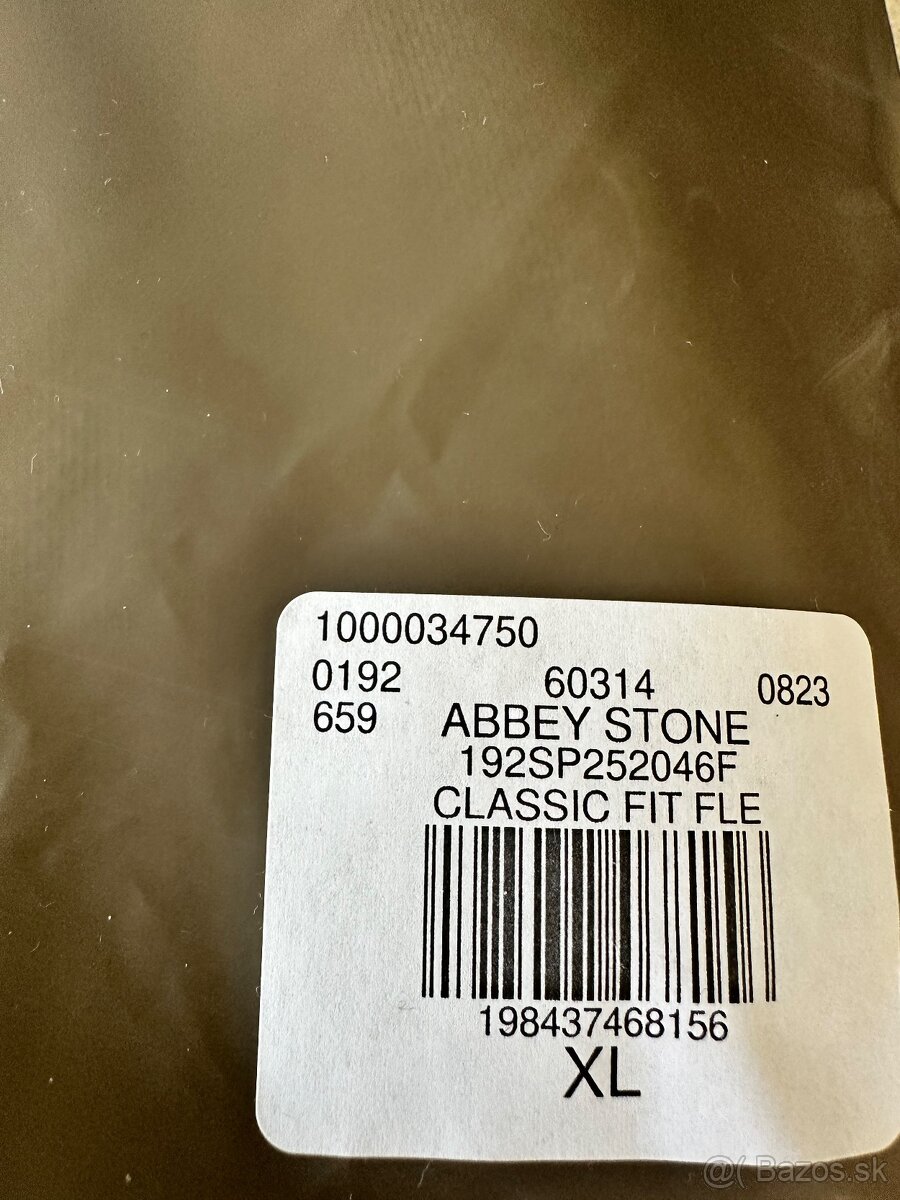 1000034750
0192 60314 0823
659 ABBEY STONE
192SP252046F
CLASSIC FIT FLE
198437468156
XL
@( Bazos.sk